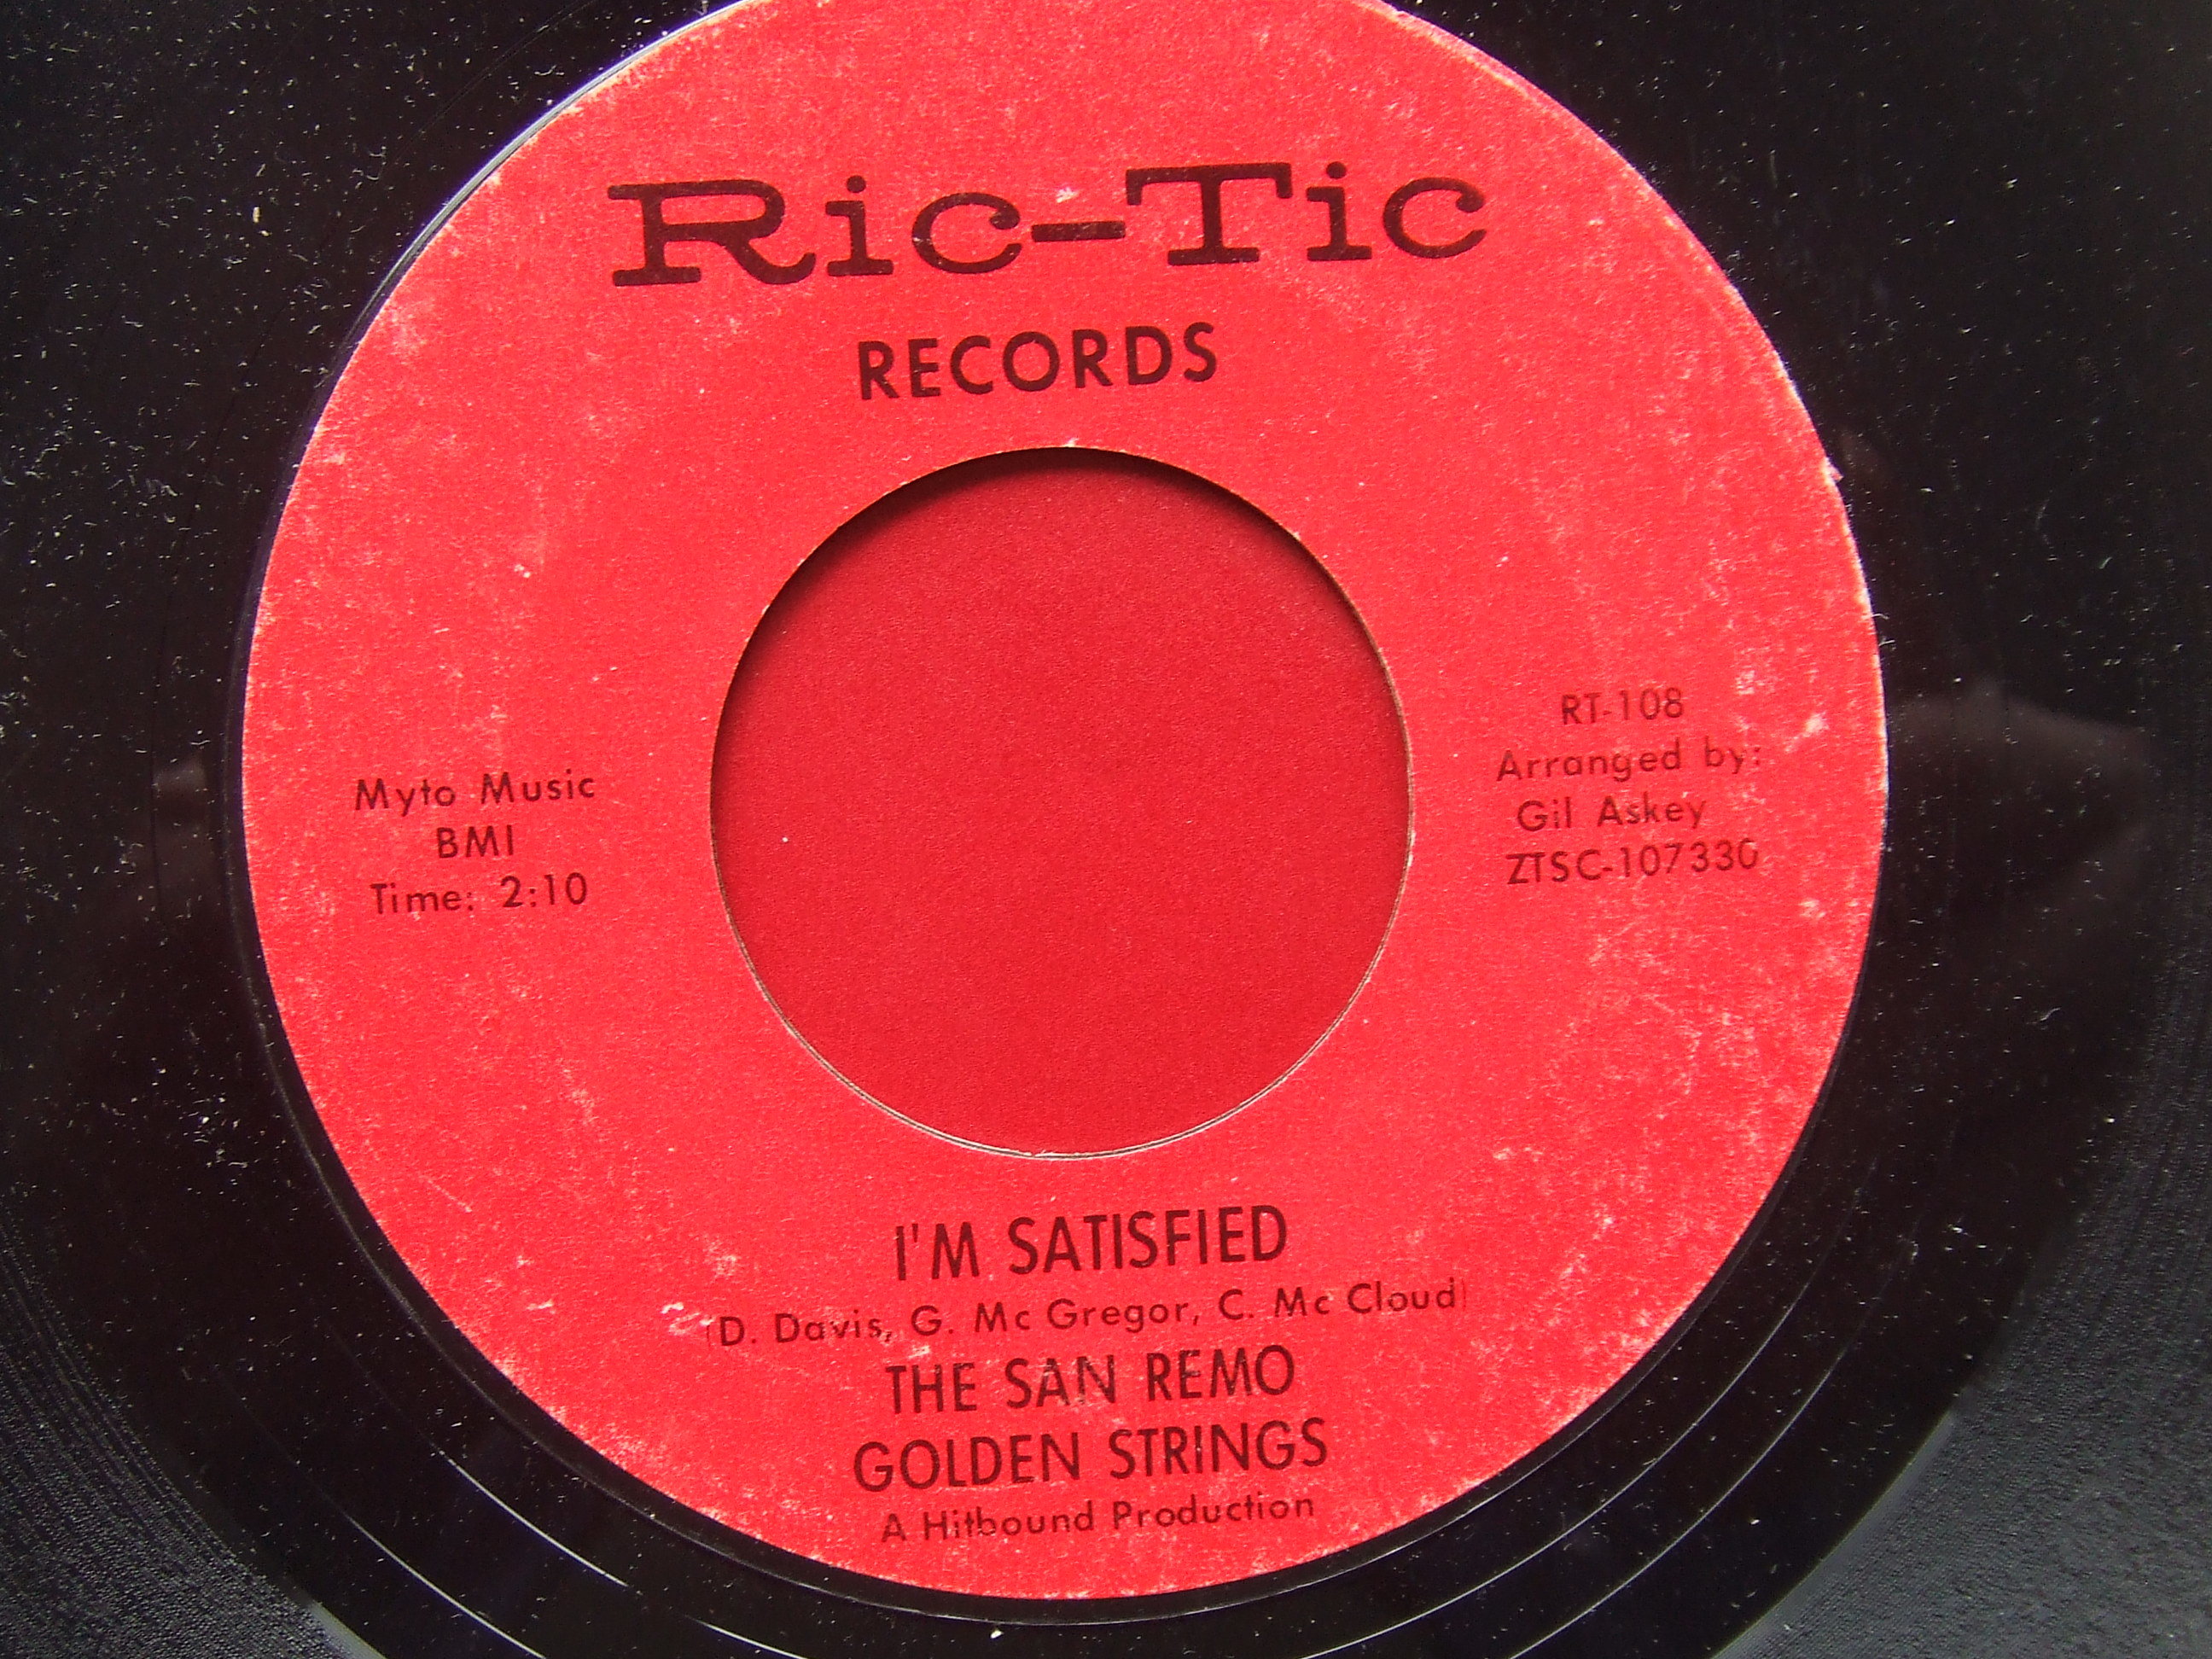 Ric-Tic
RECORDS
Myto Music
BMI
Time: 2:10
RT-108
Arranged by:
Gil Askey
ZTSC-107330
I'M SATISFIED
(D. Davis, G. Mc Gregor, C. Mc Cloud)
THE SAN REMO
GOLDEN STRINGS
A Hitbound Production